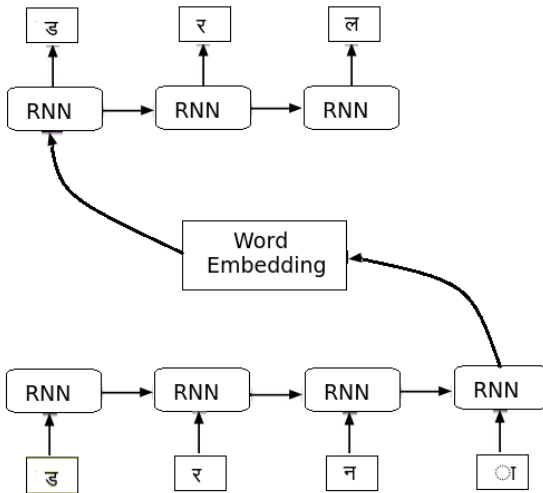 ड र ल
RNN RNN RNN
Word
Embedding
RNN RNN RNN RNN
ड र न ा